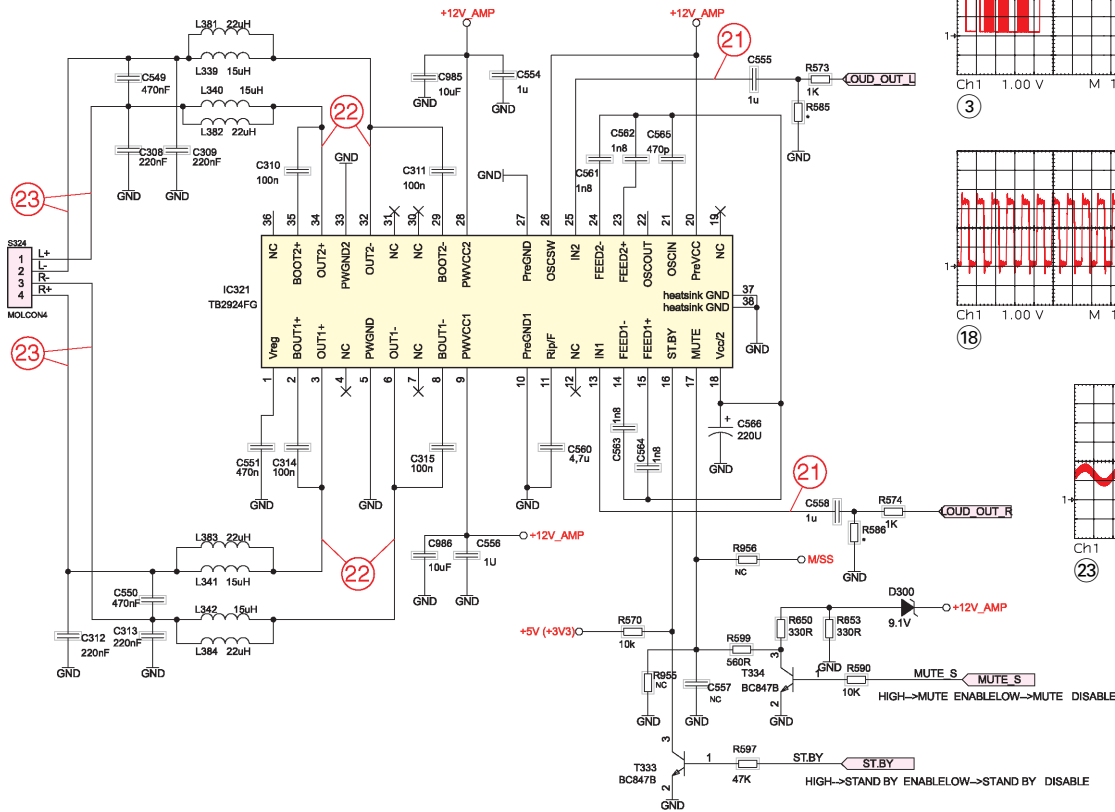 +12V_AMP
+12V_AMP
L381 22uH
L339 15uH
L340 15uH
L382 22uH
C549
470nF
C308
220nF
C309
220nF
GND
GND
22
23
C985
10uF
GND
C554
1u
GND
21
C555
1u
R573
1K
LOUD_OUT_L
R585
*
GND
Ch1 1.00 V M 1
3
1
C310
100n
GND
C311
100n
GND
C562
1n8
C565
470p
C561
1n8
S324
1 L+
2 L-
3 R-
4 R+
MOLCON4
23
36
35
34
33
32
31
30
29
28
27
26
25
24
23
22
21
20
19
NC
BOOT2+
OUT2+
PWGND2
OUT2-
NC
NC
BOOT2-
PWVCC2
PreGND
OSCSW
IN2
FEED2-
FEED2+
OSCOUT
OSCIN
PreVCC
NC
IC321
TB2924FG
heatsink GND 37
heatsink GND 38
GND
Vreg
BOUT1+
OUT1+
NC
PWGND
OUT1-
NC
BOUT1-
PWVCC1
PreGND1
Rip/F
NC
IN1
FEED1-
FEED1+
ST.BY
MUTE
Vcc/2
1
2
3
4
5
6
7
8
9
10
11
12
13
14
15
16
17
18
1
Ch1 1.00 V M 1
18
C551
470n
C314
100n
C315
100n
C560
4,7u
1n8
C563
C564
1n8
+
C566
220U
GND
GND
GND
GND
GND
21
C558
1u
R574
1K
LOUD_OUT_R
R586
*
GND
1
Ch1
23
L383 22uH
L341 15uH
L342 15uH
L384 22uH
C550
470nF
C312
220nF
C313
220nF
GND
GND
22
C986
10uF
C556
1U
+12V_AMP
GND
GND
R956
NC
M/SS
D300
9.1V
+12V_AMP
+5V (+3V3)
R570
10k
R599
560R
R650
330R
R653
330R
GND
R955
NC
C557
NC
GND
GND
3
T334
BC847B
2
GND
1
R590
10K
MUTE_S
MUTE_S
HIGH-->MUTE ENABLELOW-->MUTE DISABLE
3
T333
BC847B
2
GND
1
R597
47K
ST.BY
ST.BY
HIGH-->STAND BY ENABLELOW-->STAND BY DISABLE